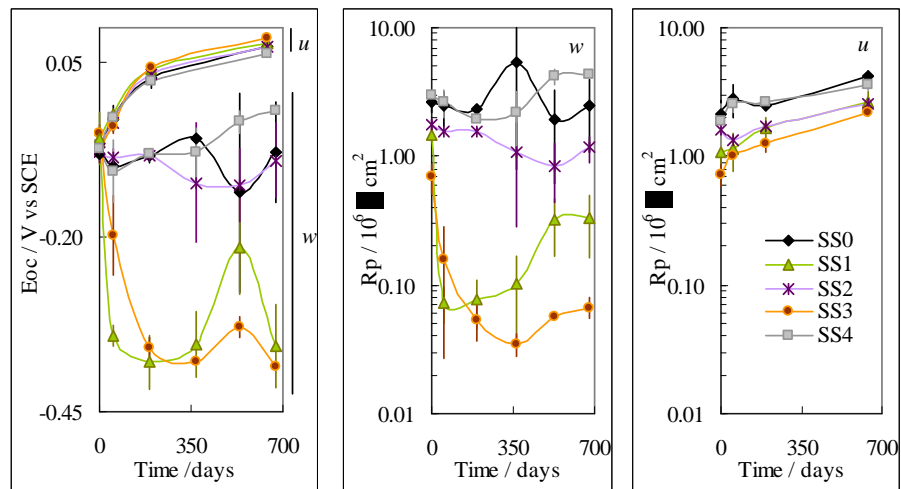 0.05
-0.20
-0.45
Eoc / V vs SCE
0
350
700
Time /days
u
w
10.00
1.00
0.10
0.01
Rp / 10⁶ cm²
0
350
700
Time /days
w
10.00
1.00
0.10
0.01
Rp / 10⁶ cm²
0
350
700
Time /days
u
SS0
SS1
SS2
SS3
SS4